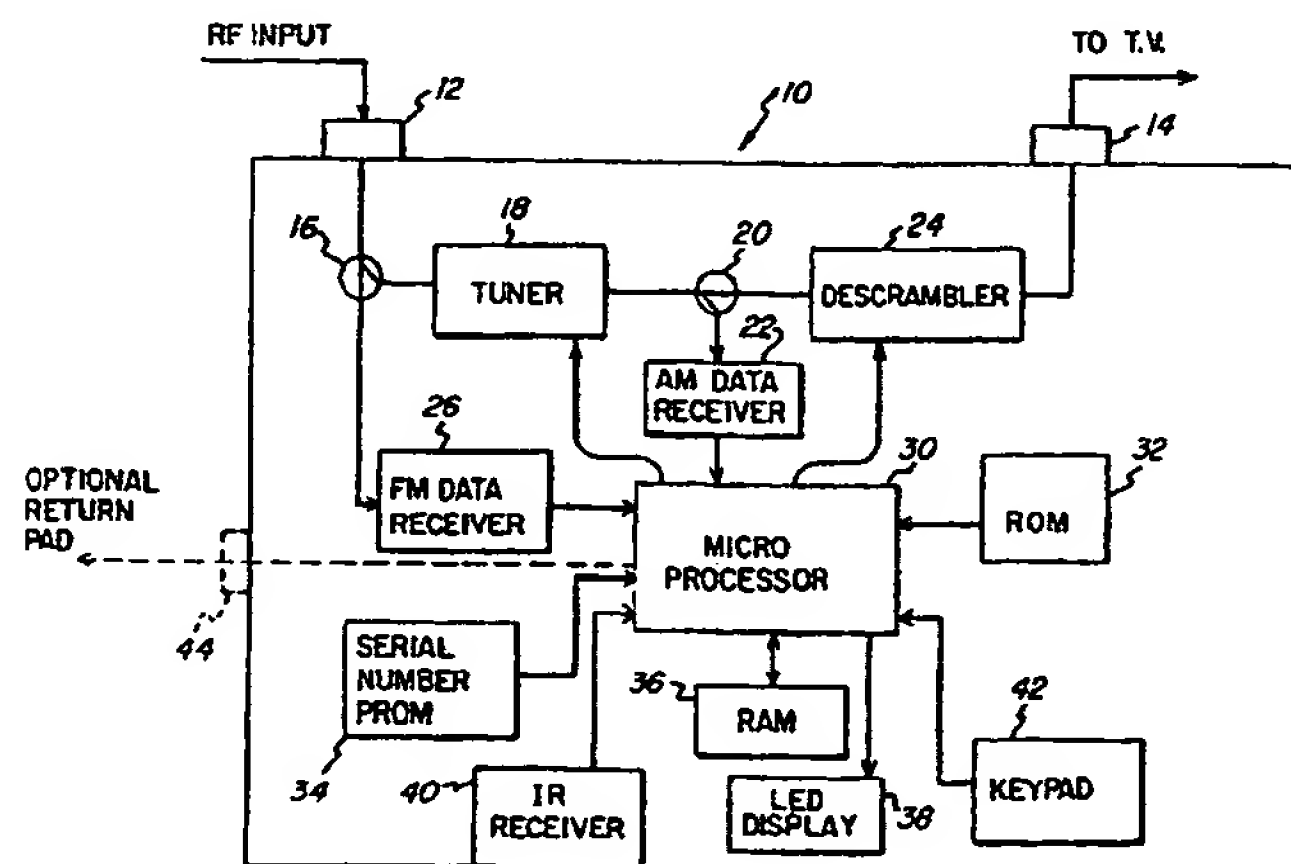 RF INPUT
TO T.V.
12
10
14
16
18
20
24
TUNER
DESCRAMBLER
22
AM DATA
RECEIVER
26
30
32
OPTIONAL
RETURN
PAD
FM DATA
RECEIVER
MICRO
PROCESSOR
ROM
44
SERIAL
NUMBER
PROM
36
RAM
42
34
40
IR
RECEIVER
LED
DISPLAY
38
KEYPAD